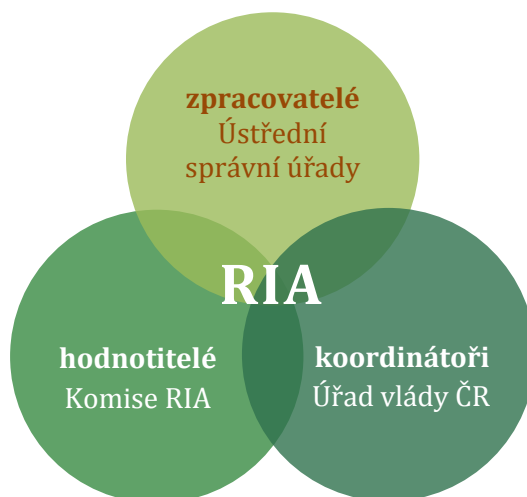 zpracovatelé
Ústřední
správní úřady
RIA
hodnotitelé
Komise RIA
koordinátoři
Úřad vlády ČR